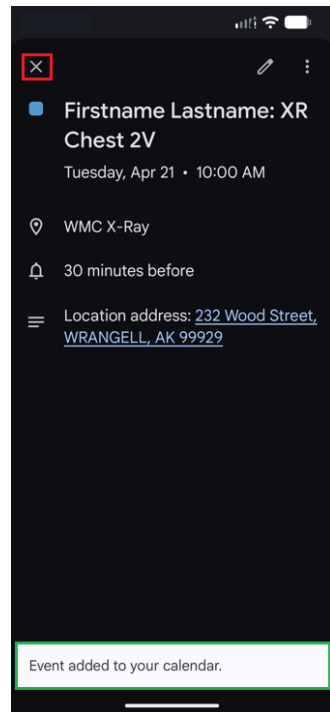 Firstname Lastname: XR
Chest 2V
Tuesday, Apr 21 • 10:00 AM
WMC X-Ray
30 minutes before
Location address: 232 Wood Street,
WRANGELL, AK 99929
Event added to your calendar.